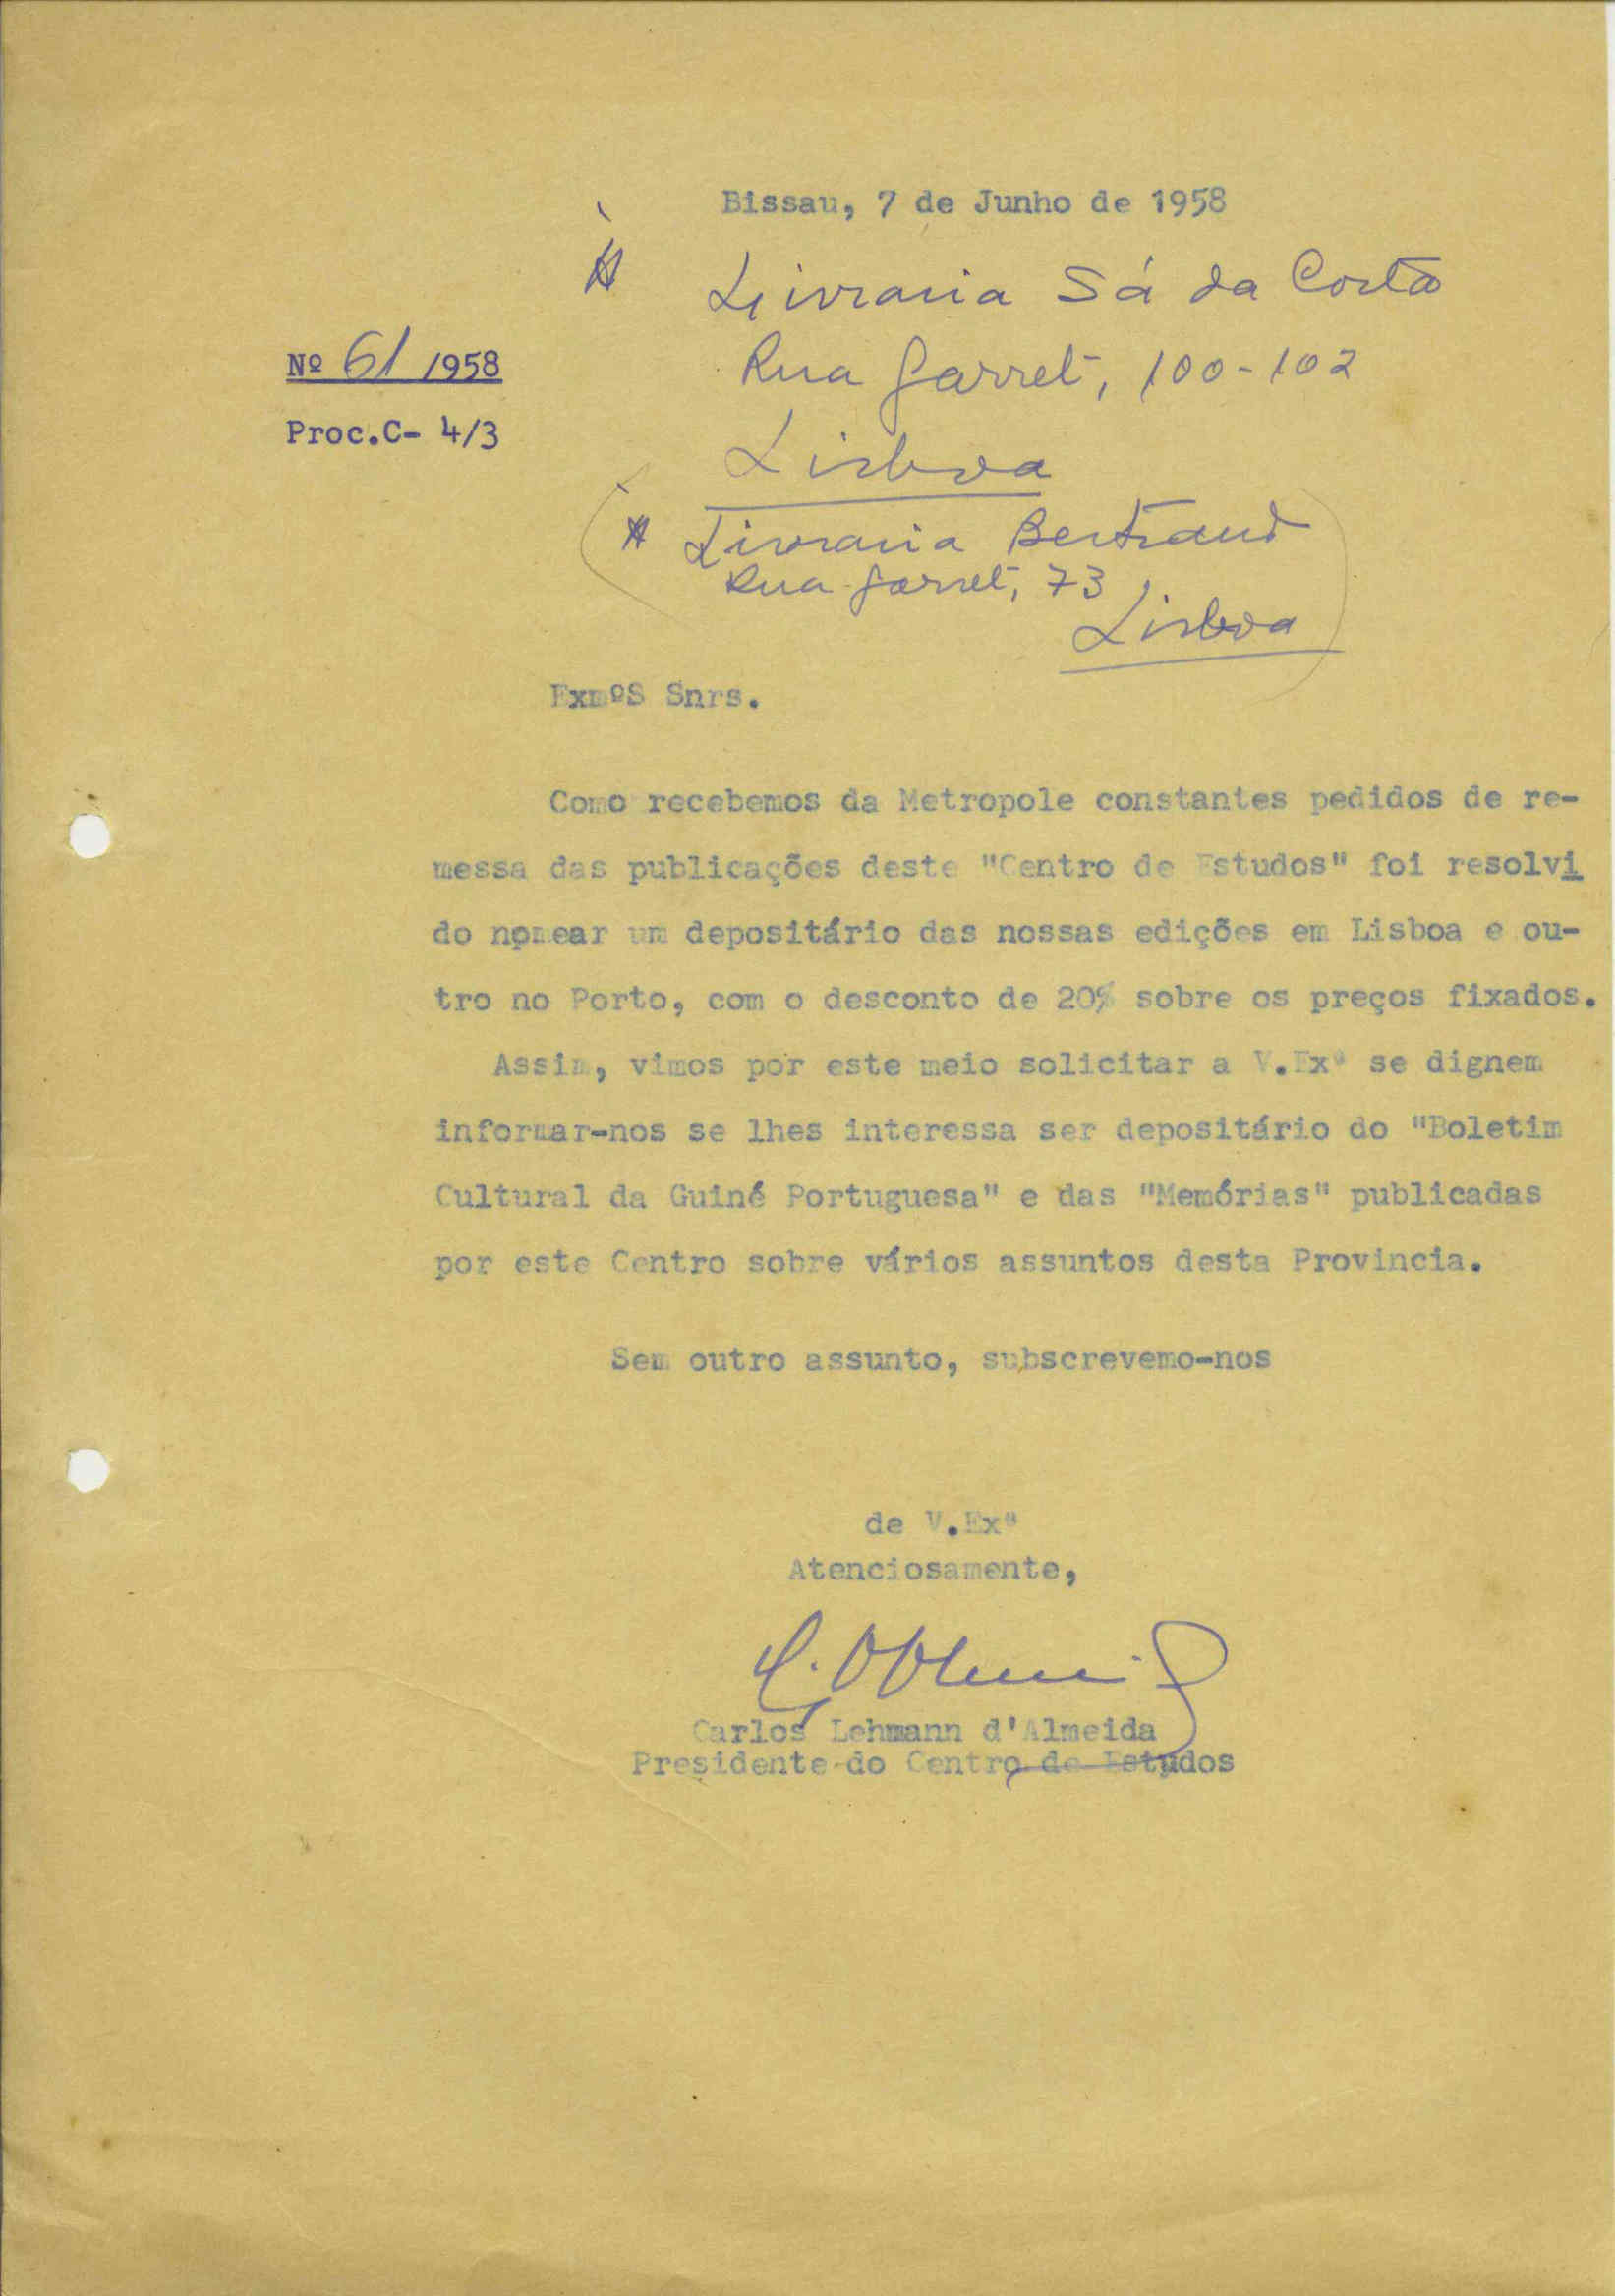 Bissau, 7 de Junho de 1958
À Livraria Sá da Costa
Rua Garret, 100-102
Nº 61/1958
Proc.C- 4/3
Lisboa
À Livraria Bertrand
Rua Garret, 73
Lisboa
ExmºS Snrs.
Como recebemos da Metropole constantes pedidos de re-
messa das publicações deste "Centro de Estudos" foi resolvi
do nomear um depositário das nossas edições em Lisboa e ou-
tro no Porto, com o desconto de 20% sobre os preços fixados.
Assim, vimos por este meio solicitar a V.Exª se dignem
informar-nos se lhes interessa ser depositário do "Boletim
Cultural da Guiné Portuguesa" e das "Memórias" publicadas
por este Centro sobre vários assuntos desta Provincia.
Sem outro assunto, subscrevemo-nos
de V.Exª
Atenciosamente,
Carlos Lehmann d'Almeida
Presidente do Centro de Estudos